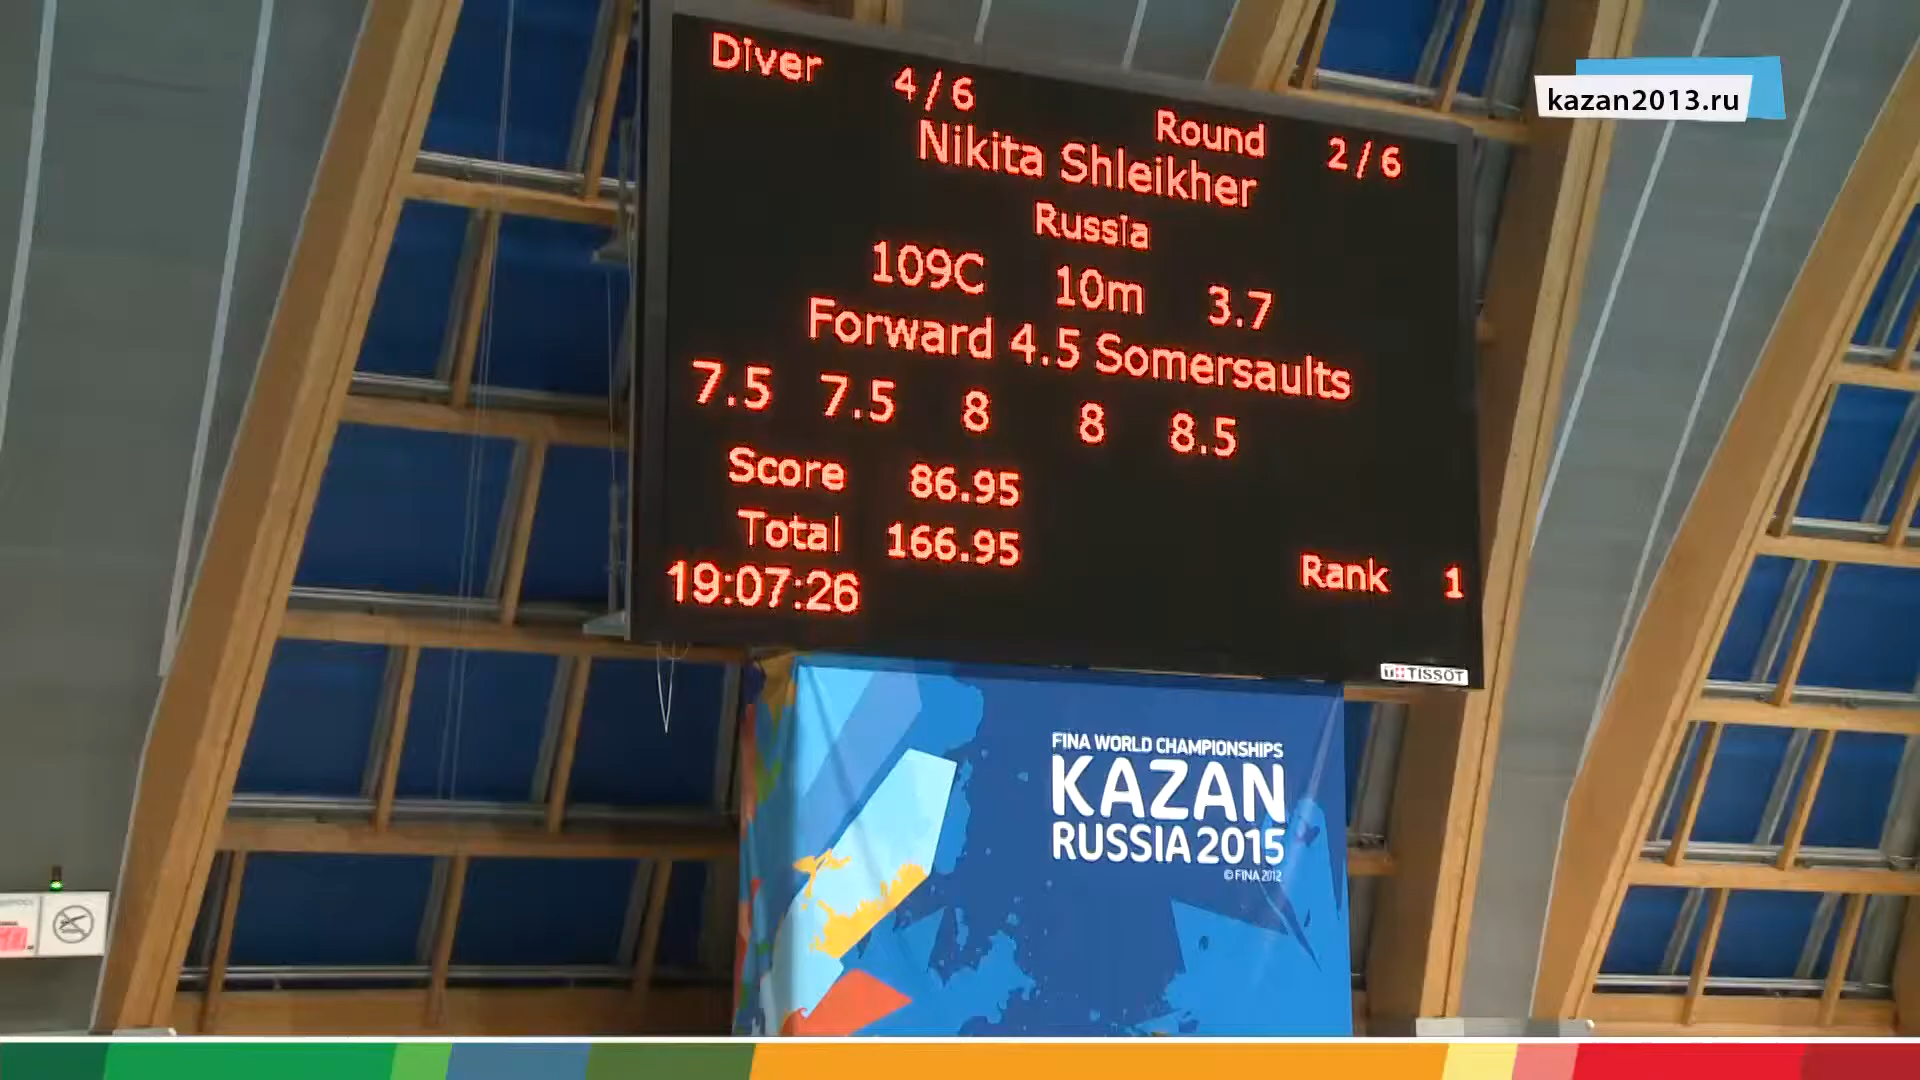 kazan2013.ru
Diver 4 / 6 Round 2 / 6
Nikita Shleikher
Russia
109C 10m 3.7
Forward 4.5 Somersaults
7.5 7.5 8 8 8.5
Score 86.95
Total 166.95 Rank 1
19:07:26
TISSOT
FINA WORLD CHAMPIONSHIPS
KAZAN
RUSSIA 2015
© FINA 2012